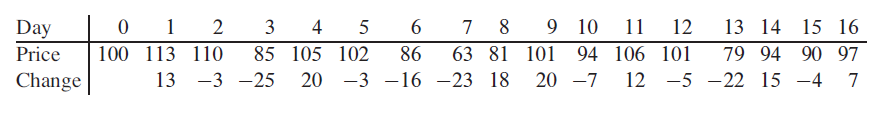 Day 0 1 2 3 4 5 6 7 8 9 10 11 12 13 14 15 16
Price 100 113 110 85 105 102 86 63 81 101 94 106 101 79 94 90 97
Change 13 −3 −25 20 −3 −16 −23 18 20 −7 12 −5 −22 15 −4 7